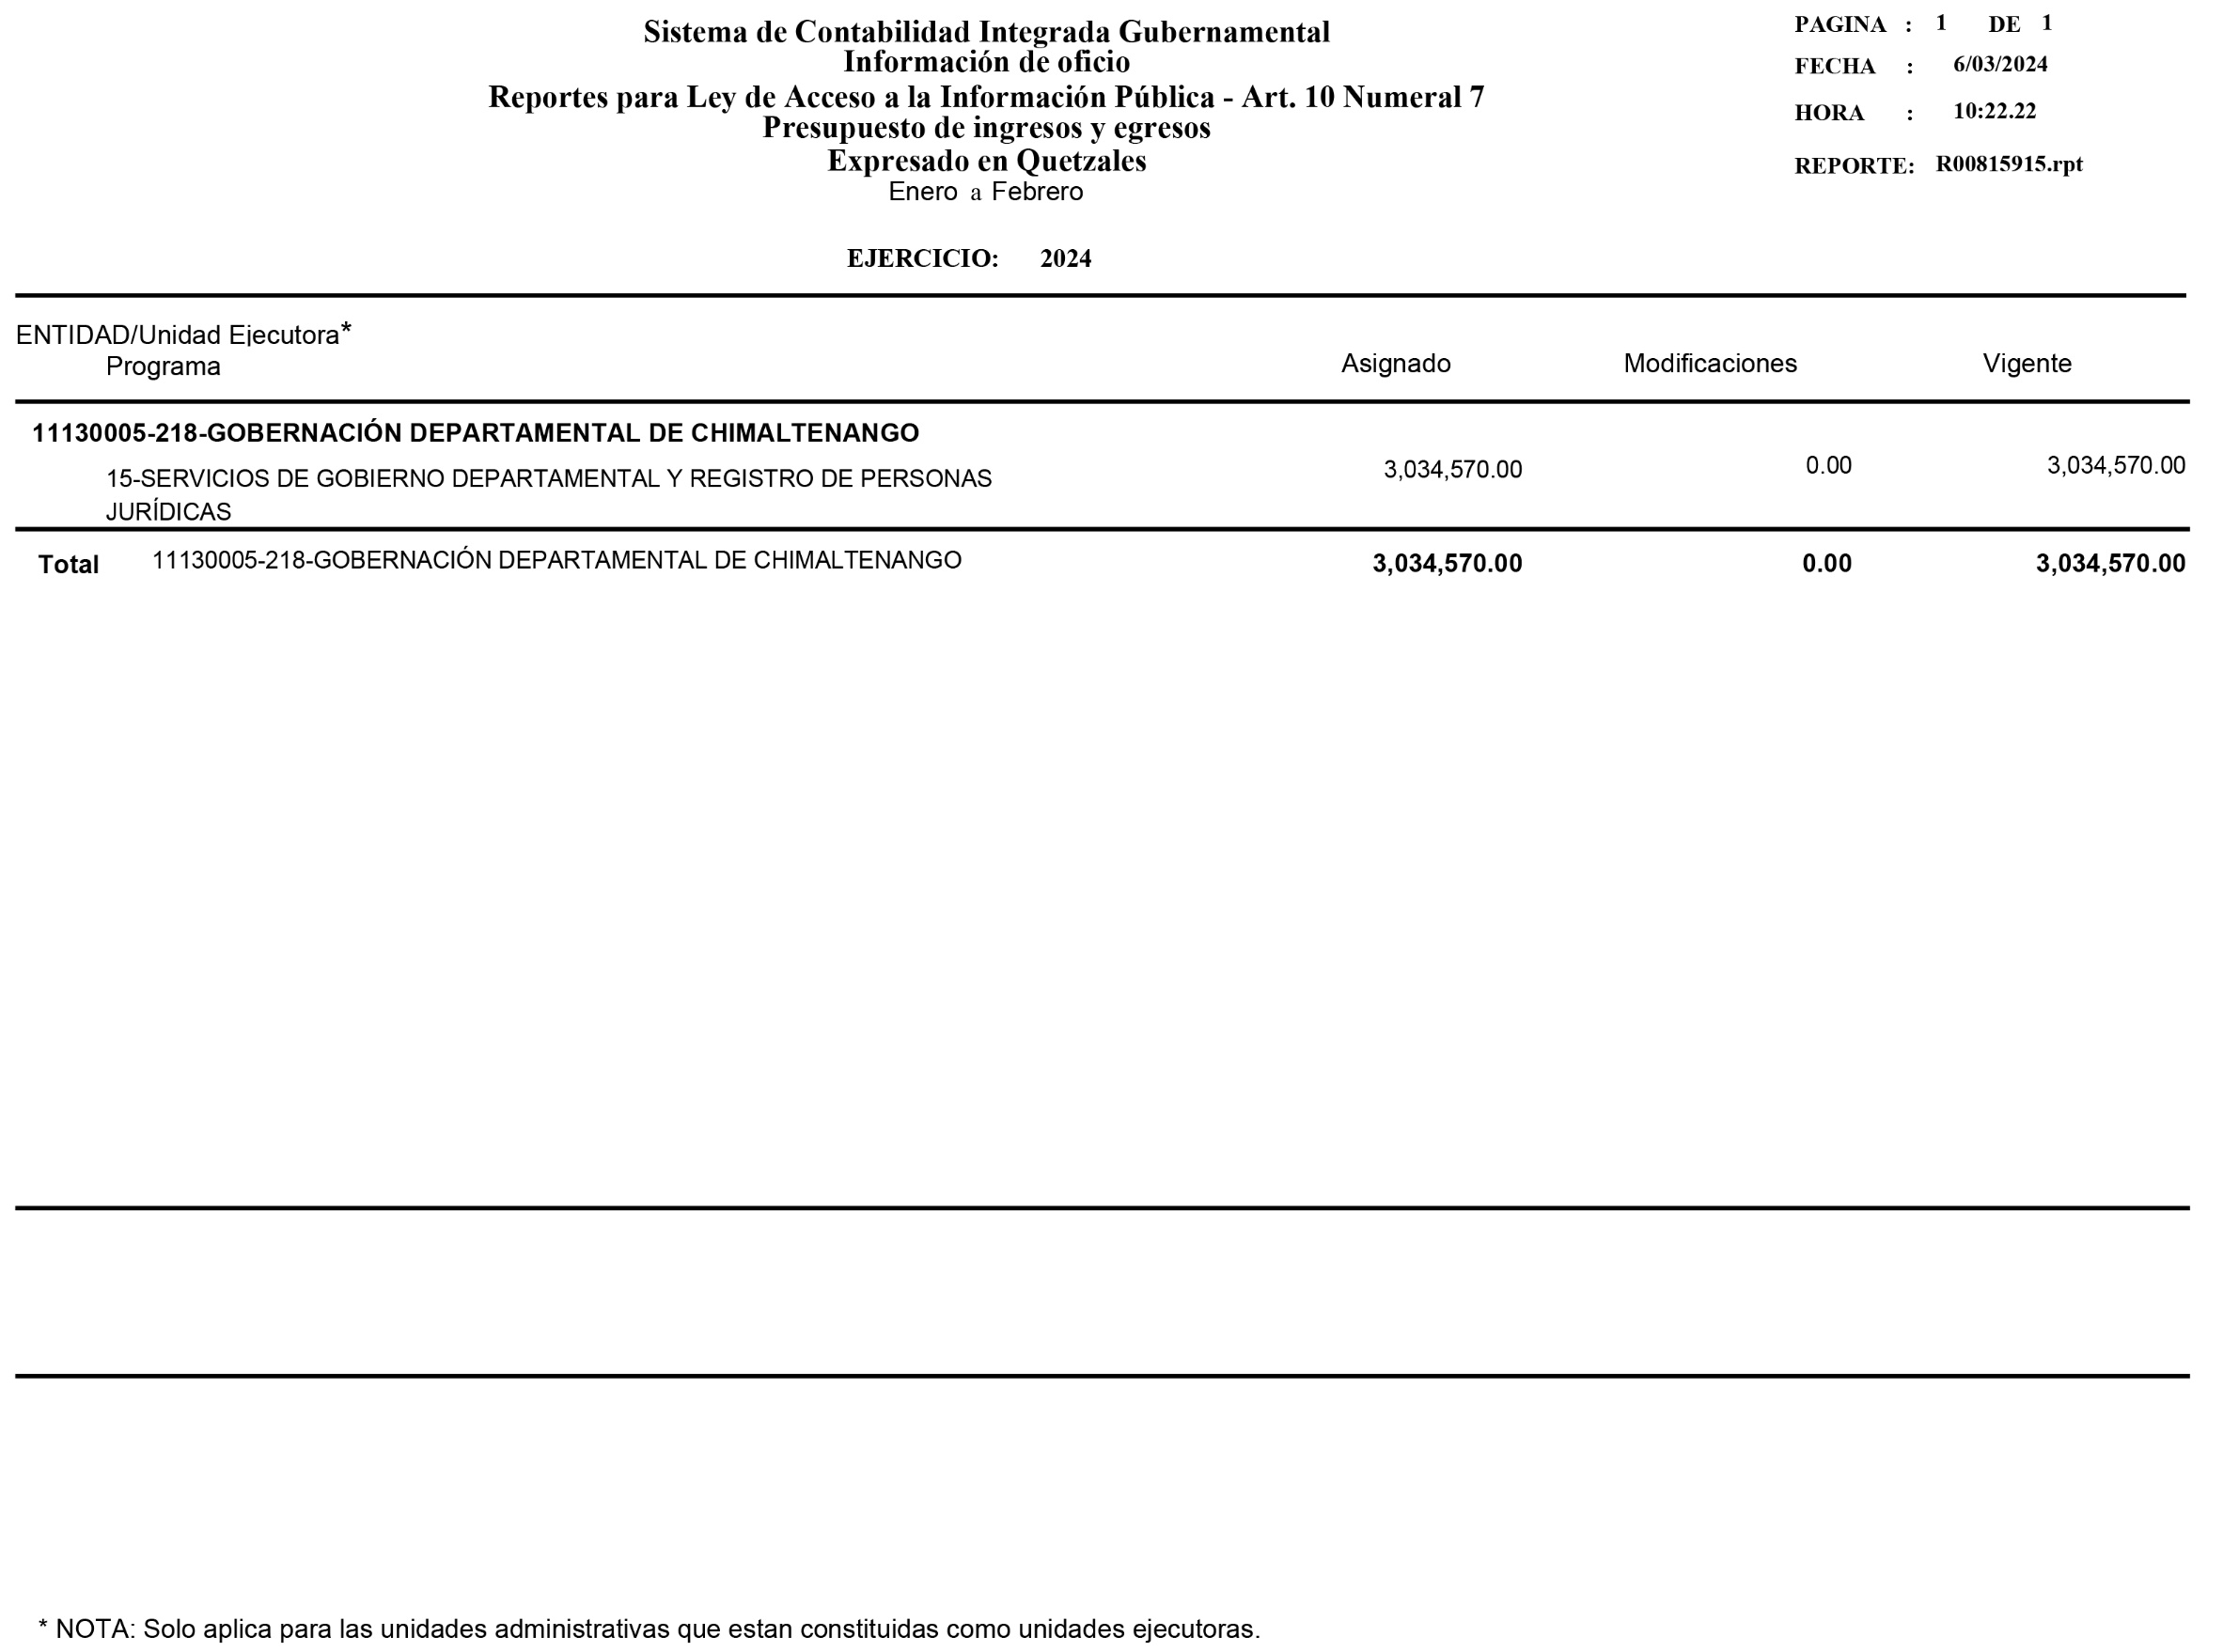 Sistema de Contabilidad Integrada Gubernamental
Información de oficio
Reportes para Ley de Acceso a la Información Pública - Art. 10 Numeral 7
Presupuesto de ingresos y egresos
Expresado en Quetzales
Enero a Febrero
EJERCICIO: 2024
PAGINA : 1 DE 1
FECHA : 6/03/2024
HORA : 10:22.22
REPORTE: R00815915.rpt
ENTIDAD/Unidad Ejecutora*
Programa Asignado Modificaciones Vigente
11130005-218-GOBERNACIÓN DEPARTAMENTAL DE CHIMALTENANGO
15-SERVICIOS DE GOBIERNO DEPARTAMENTAL Y REGISTRO DE PERSONAS 3,034,570.00 0.00 3,034,570.00
JURÍDICAS
Total 11130005-218-GOBERNACIÓN DEPARTAMENTAL DE CHIMALTENANGO 3,034,570.00 0.00 3,034,570.00
* NOTA: Solo aplica para las unidades administrativas que estan constituidas como unidades ejecutoras.